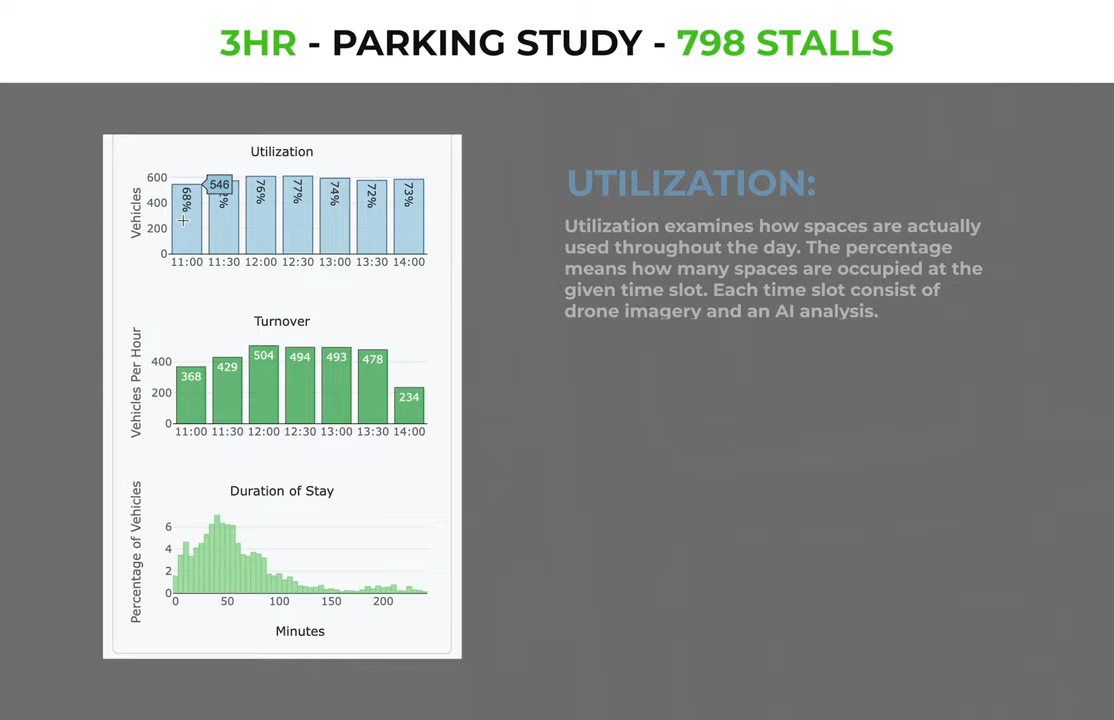 3HR - PARKING STUDY - 798 STALLS
Utilization
Vehicles
600
400
200
0
68%
546
2%
76%
77%
74%
72%
73%
11:00 11:30 12:00 12:30 13:00 13:30 14:00
UTILIZATION:
Utilization examines how spaces are actually
used throughout the day. The percentage
means how many spaces are occupied at the
given time slot. Each time slot consist of
drone imagery and an AI analysis.
Turnover
Vehicles Per Hour
400
200
0
368
429
504
494
493
478
234
11:00 11:30 12:00 12:30 13:00 13:30 14:00
Duration of Stay
Percentage of Vehicles
6
4
2
0
0 50 100 150 200
Minutes